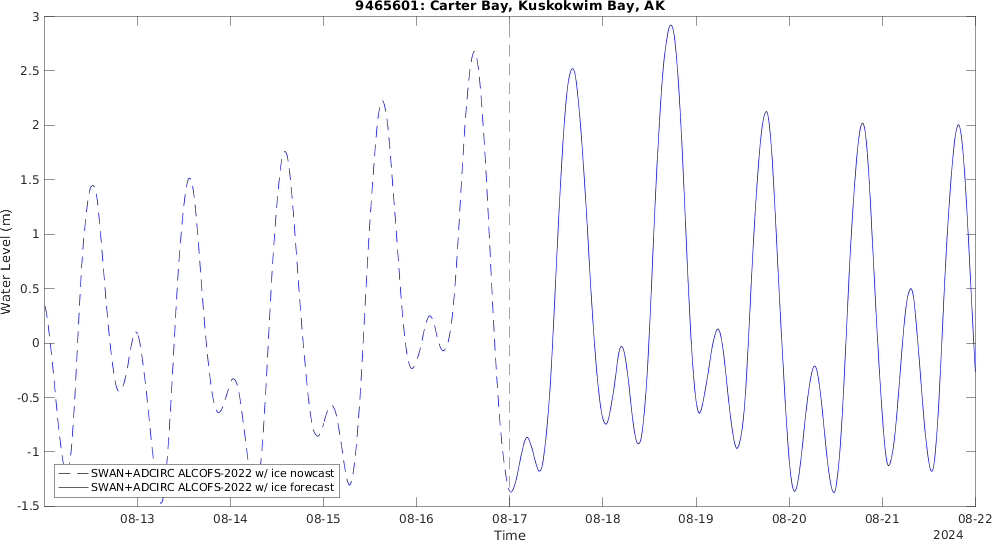 9465601: Carter Bay, Kuskokwim Bay, AK
3
2.5
2
1.5
1
0.5
0
-0.5
-1
-1.5
Water Level (m)
SWAN+ADCIRC ALCOFS-2022 w/ ice nowcast
SWAN+ADCIRC ALCOFS-2022 w/ ice forecast
08-13 08-14 08-15 08-16 08-17 08-18 08-19 08-20 08-21 08-22
Time
2024